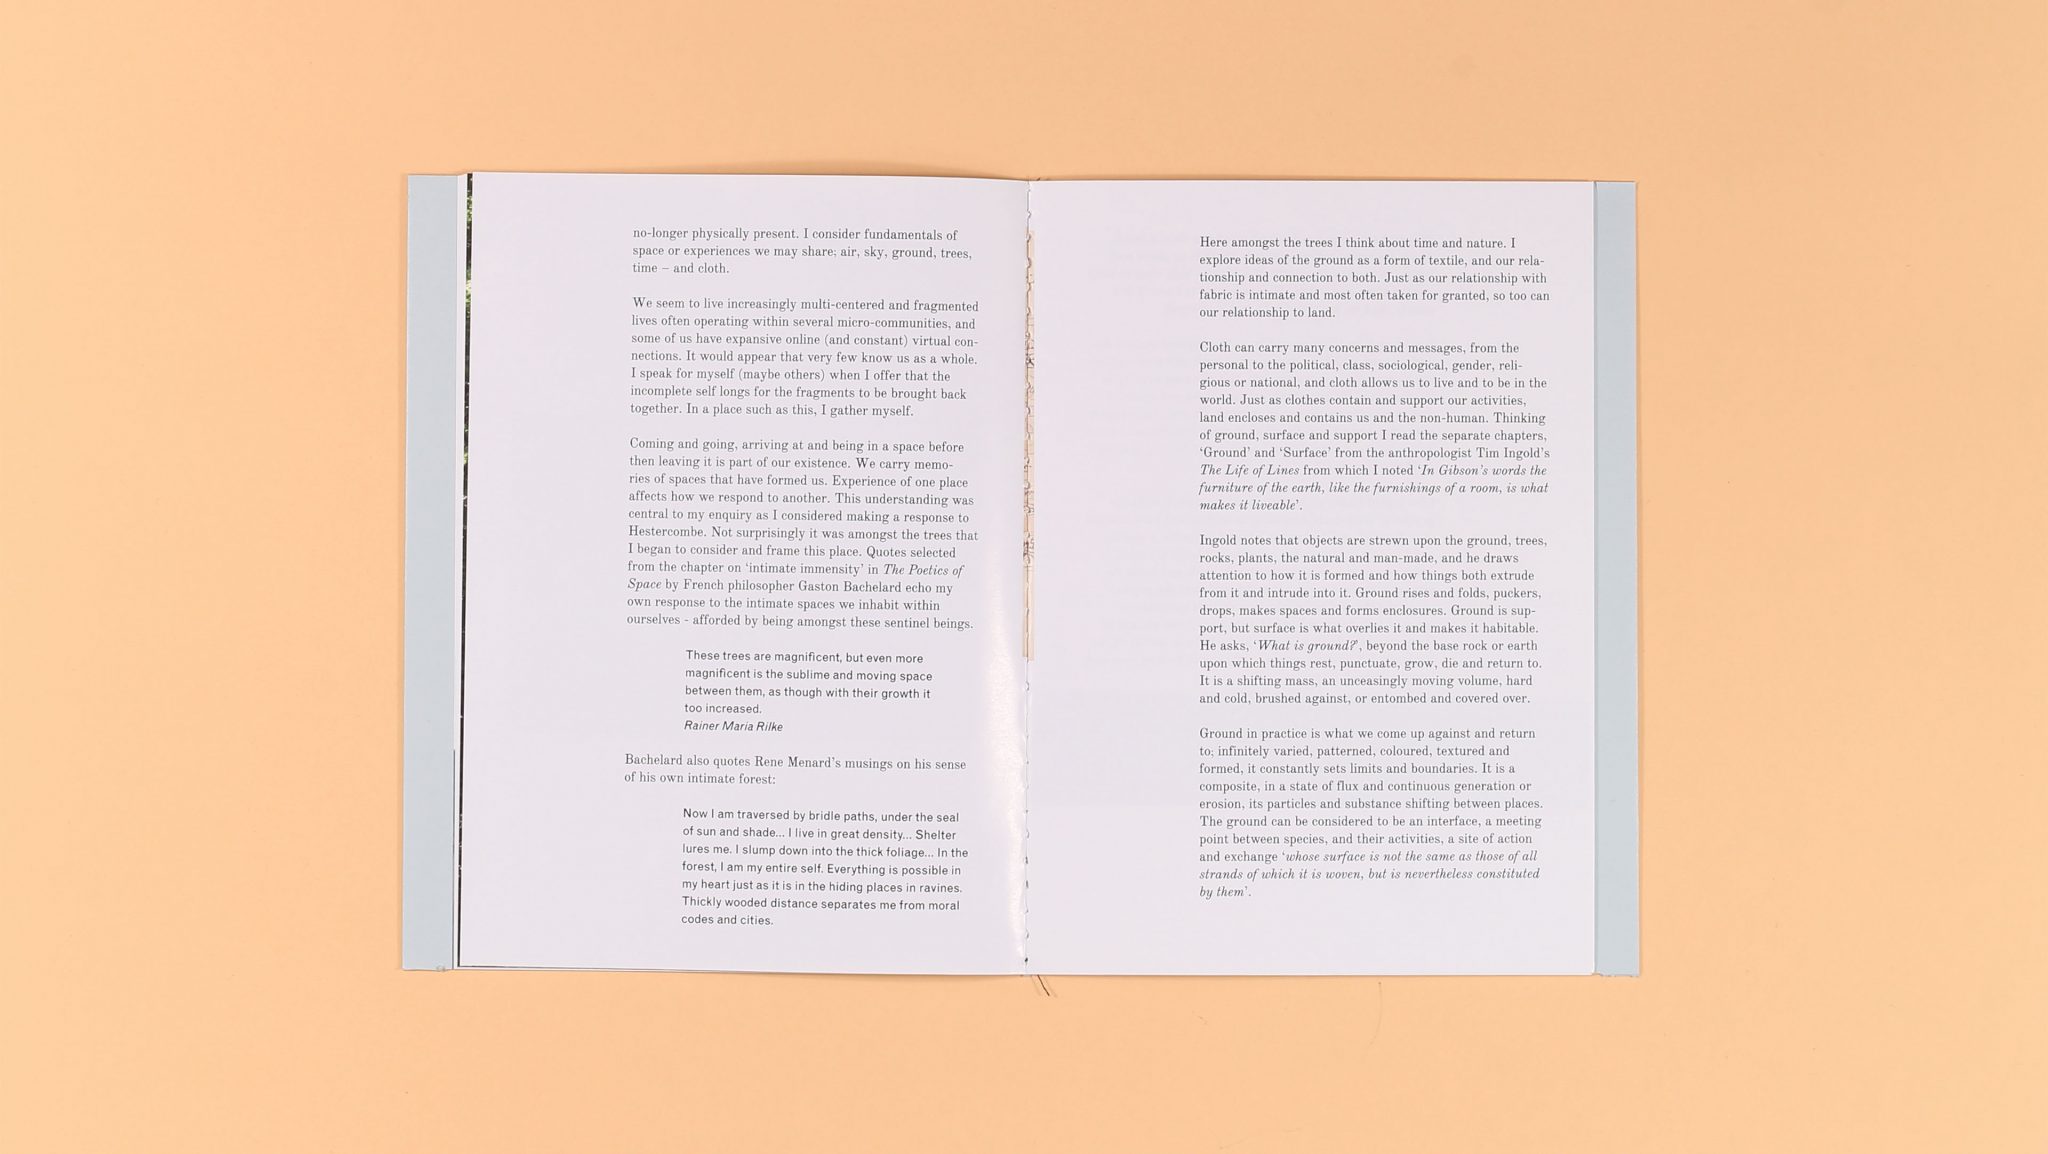 no-longer physically present. I consider fundamentals of
space or experiences we may share; air, sky, ground, trees,
time – and cloth.
We seem to live increasingly multi-centered and fragmented
lives often operating within several micro-communities, and
some of us have expansive online (and constant) virtual con-
nections. It would appear that very few know us as a whole.
I speak for myself (maybe others) when I offer that the
incomplete self longs for the fragments to be brought back
together. In a place such as this, I gather myself.
Coming and going, arriving at and being in a space before
then leaving it is part of our existence. We carry memo-
ries of spaces that have formed us. Experience of one place
affects how we respond to another. This understanding was
central to my enquiry as I considered making a response to
Hestercombe. Not surprisingly it was amongst the trees that
I began to consider and frame this place. Quotes selected
from the chapter on ‘intimate immensity’ in The Poetics of
Space by French philosopher Gaston Bachelard echo my
own response to the intimate spaces we inhabit within
ourselves - afforded by being amongst these sentinel beings.
These trees are magnificent, but even more
magnificent is the sublime and moving space
between them, as though with their growth it
too increased.
Rainer Maria Rilke
Bachelard also quotes Rene Menard’s musings on his sense
of his own intimate forest:
Now I am traversed by bridle paths, under the seal
of sun and shade... I live in great density... Shelter
lures me. I slump down into the thick foliage... In the
forest, I am my entire self. Everything is possible in
my heart just as it is in the hiding places in ravines.
Thickly wooded distance separates me from moral
codes and cities.
Here amongst the trees I think about time and nature. I
explore ideas of the ground as a form of textile, and our rela-
tionship and connection to both. Just as our relationship with
fabric is intimate and most often taken for granted, so too can
our relationship to land.
Cloth can carry many concerns and messages, from the
personal to the political, class, sociological, gender, reli-
gious or national, and cloth allows us to live and to be in the
world. Just as clothes contain and support our activities,
land encloses and contains us and the non-human. Thinking
of ground, surface and support I read the separate chapters,
‘Ground’ and ‘Surface’ from the anthropologist Tim Ingold’s
The Life of Lines from which I noted ‘In Gibson’s words the
furniture of the earth, like the furnishings of a room, is what
makes it liveable’.
Ingold notes that objects are strewn upon the ground, trees,
rocks, plants, the natural and man-made, and he draws
attention to how it is formed and how things both extrude
from it and intrude into it. Ground rises and folds, puckers,
drops, makes spaces and forms enclosures. Ground is sup-
port, but surface is what overlies it and makes it habitable.
He asks, ‘What is ground?’, beyond the base rock or earth
upon which things rest, punctuate, grow, die and return to.
It is a shifting mass, an unceasingly moving volume, hard
and cold, brushed against, or entombed and covered over.
Ground in practice is what we come up against and return
to; infinitely varied, patterned, coloured, textured and
formed, it constantly sets limits and boundaries. It is a
composite, in a state of flux and continuous generation or
erosion, its particles and substance shifting between places.
The ground can be considered to be an interface, a meeting
point between species, and their activities, a site of action
and exchange ‘whose surface is not the same as those of all
strands of which it is woven, but is nevertheless constituted
by them’.